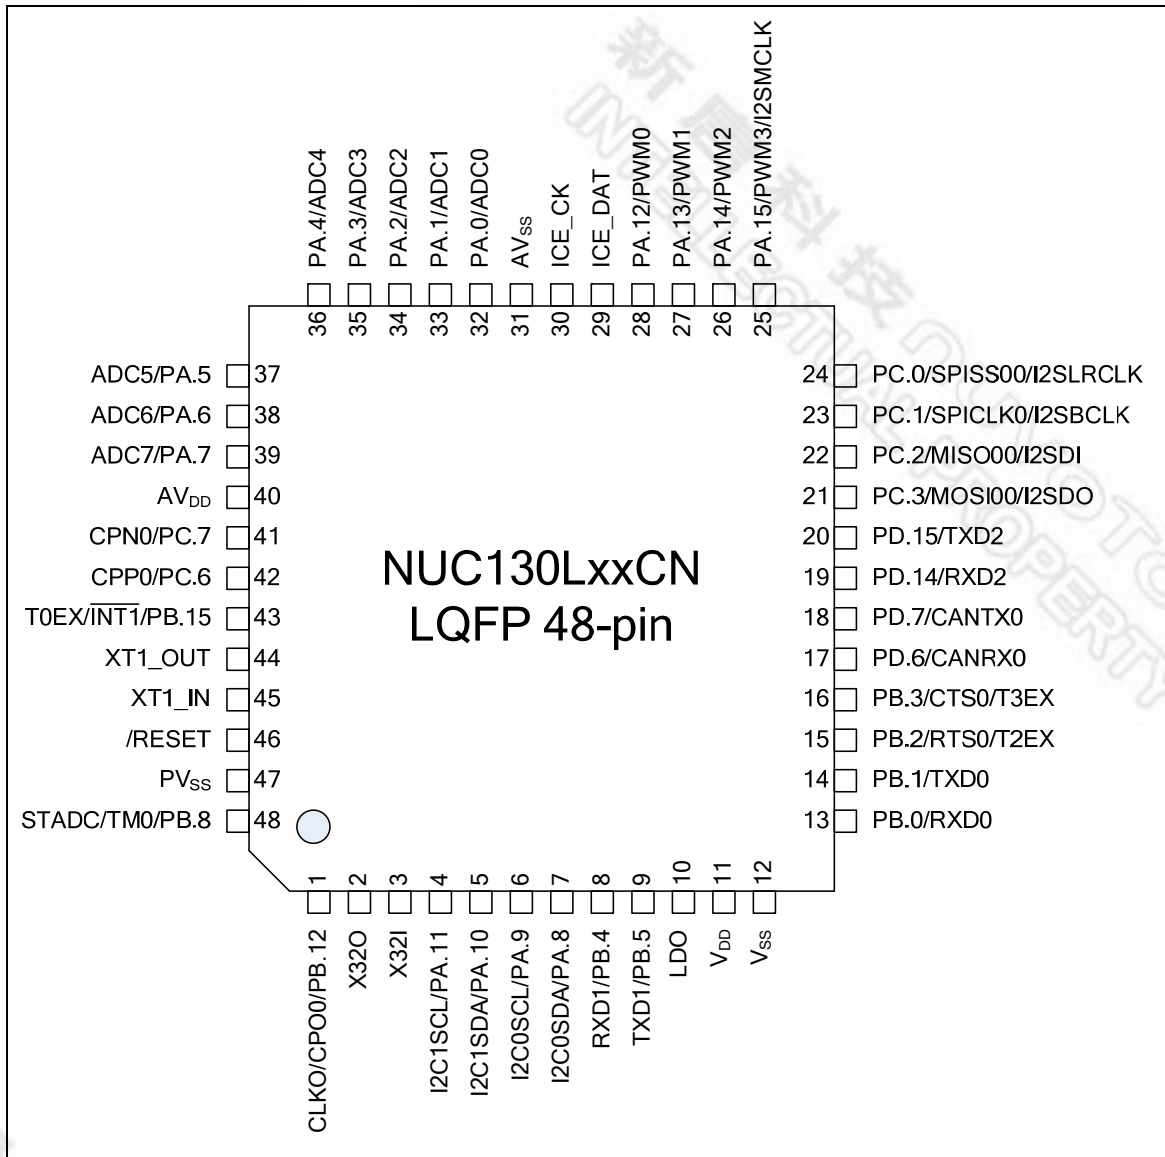 新唐科技 nuvoTon
INTELLECTUAL PROPERTY
PA.4/ADC4
PA.3/ADC3
PA.2/ADC2
PA.1/ADC1
PA.0/ADC0
AVSS
ICE_CK
ICE_DAT
PA.12/PWM0
PA.13/PWM1
PA.14/PWM2
PA.15/PWM3/I2SMCLK
36
35
34
33
32
31
30
29
28
27
26
25
ADC5/PA.5 37
ADC6/PA.6 38
ADC7/PA.7 39
AVDD 40
CPN0/PC.7 41
CPP0/PC.6 42
T0EX/INT1/PB.15 43
XT1_OUT 44
XT1_IN 45
/RESET 46
PVSS 47
STADC/TM0/PB.8 48
NUC130LxxCN
LQFP 48-pin
24 PC.0/SPISS00/I2SLRCLK
23 PC.1/SPICLK0/I2SBCLK
22 PC.2/MISO00/I2SDI
21 PC.3/MOSI00/I2SDO
20 PD.15/TXD2
19 PD.14/RXD2
18 PD.7/CANTX0
17 PD.6/CANRX0
16 PB.3/CTS0/T3EX
15 PB.2/RTS0/T2EX
14 PB.1/TXD0
13 PB.0/RXD0
1
2
3
4
5
6
7
8
9
10
11
12
CLKO/CPO0/PB.12
X32O
X32I
I2C1SCL/PA.11
I2C1SDA/PA.10
I2C0SCL/PA.9
I2C0SDA/PA.8
RXD1/PB.4
TXD1/PB.5
LDO
VDD
VSS